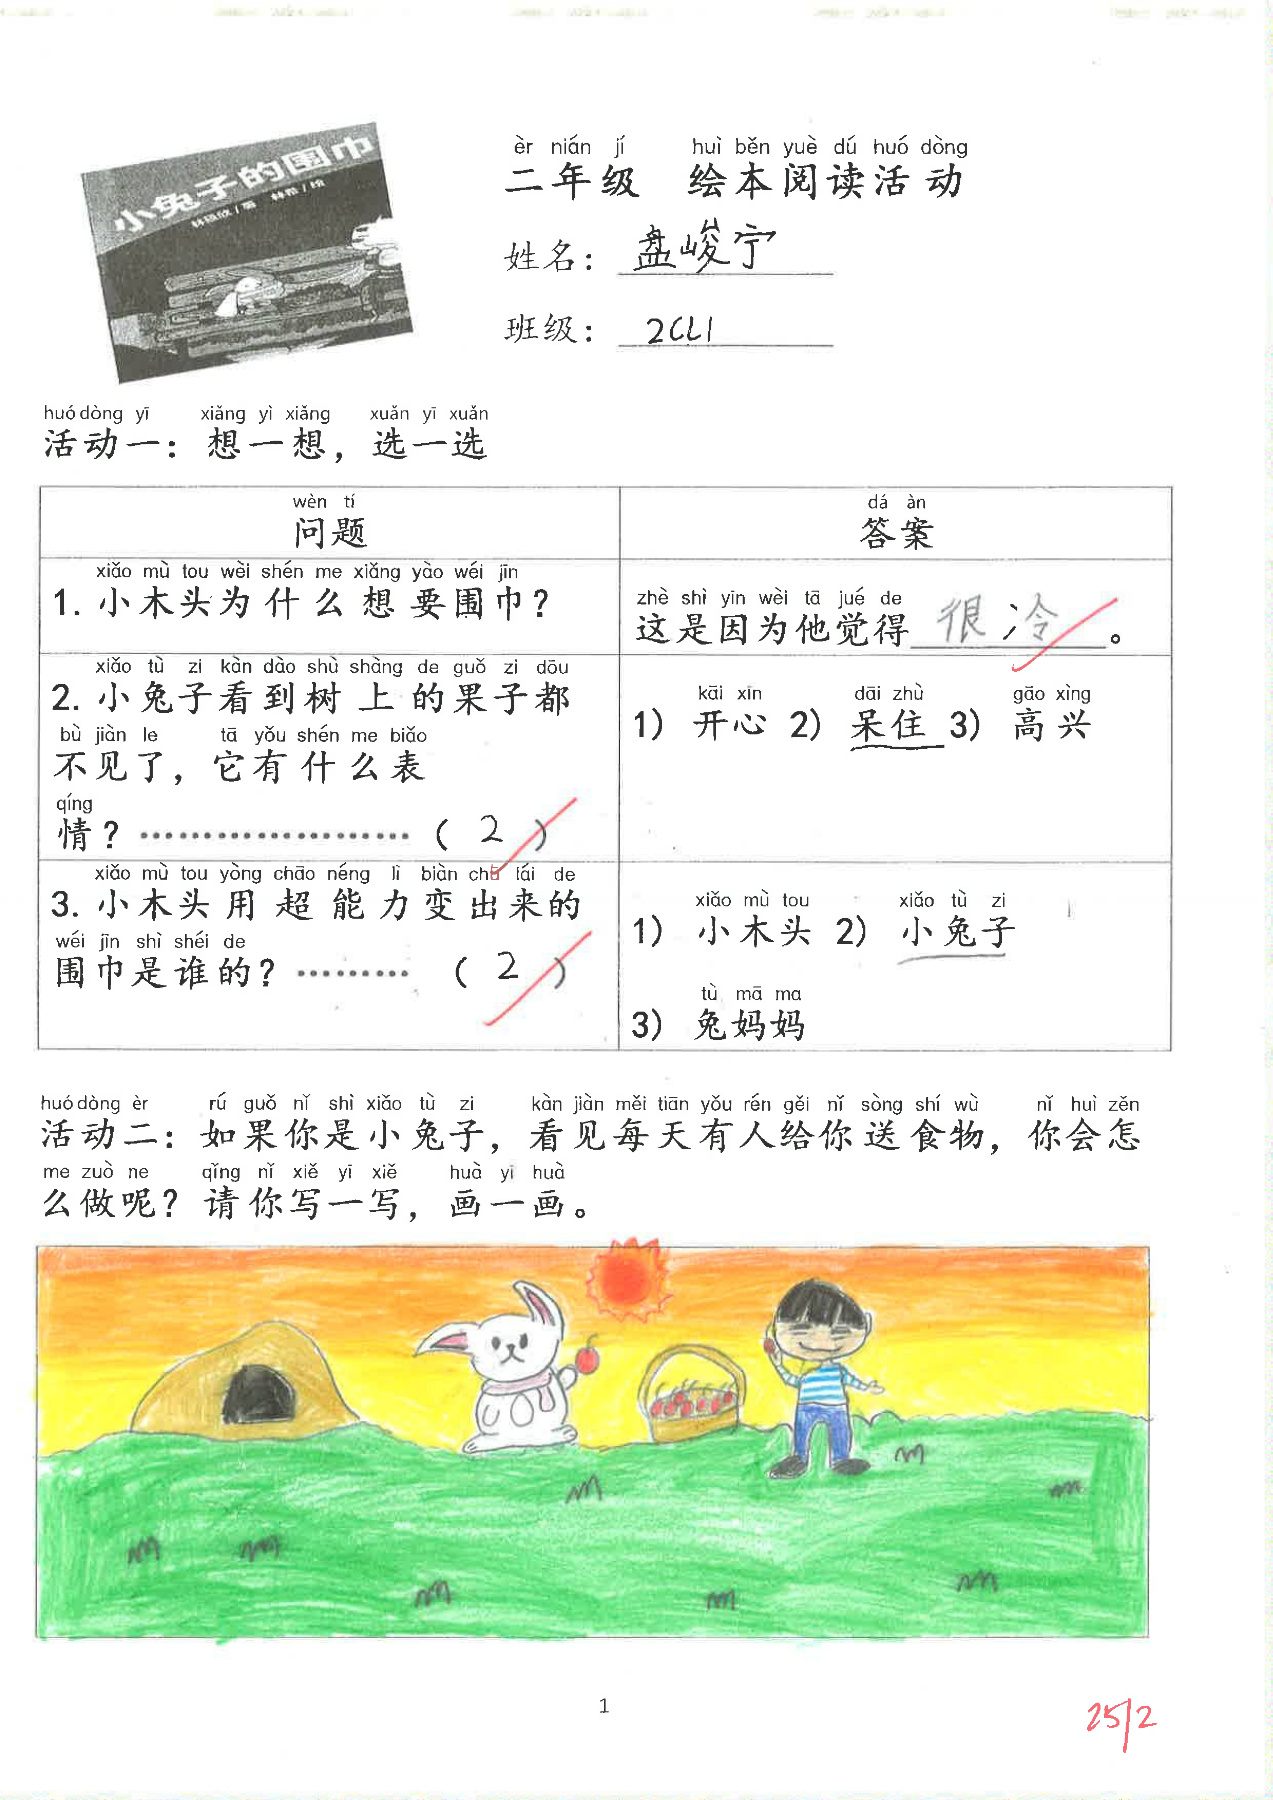 小兔子的围巾
èr nián jí huì běn yuè dú huó dòng
二年级 绘本阅读活动
姓名： 盘峻宁
班级： 2CL1
huó dòng yī xiǎng yì xiǎng xuǎn yī xuǎn
活动一：想一想，选一选
wèn tí
问题
dá àn
答案
xiǎo mù tou wèi shén me xiǎng yào wéi jīn
1. 小木头为什么想要围巾？
zhè shì yīn wèi tā jué de
这是因为他觉得很冷。
xiǎo tù zi kàn dào shù shàng de guǒ zi dōu
2. 小兔子看到树上的果子都
bù jiàn le tā yǒu shén me biǎo
不见了，它有什么表
qíng
情？ ………………… （ 2 ）
kāi xīn dāi zhù gāo xìng
1） 开心 2） 呆住 3） 高兴
xiǎo mù tou yòng chāo néng lì biàn chū lái de
3. 小木头用超能力变出来的
wéi jīn shì shéi de
围巾是谁的？ ……… （ 2 ）
xiǎo mù tou xiǎo tù zi
1） 小木头 2） 小兔子
tù mā ma
3） 兔妈妈
huó dòng èr rú guǒ nǐ shì xiǎo tù zi kàn jiàn měi tiān yǒu rén gěi nǐ sòng shí wù nǐ huì zěn
活动二：如果你是小兔子，看见每天有人给你送食物，你会怎
me zuò ne qǐng nǐ xiě yī xiě huà yi huà
么做呢？请你写一写，画一画。
1
25/2